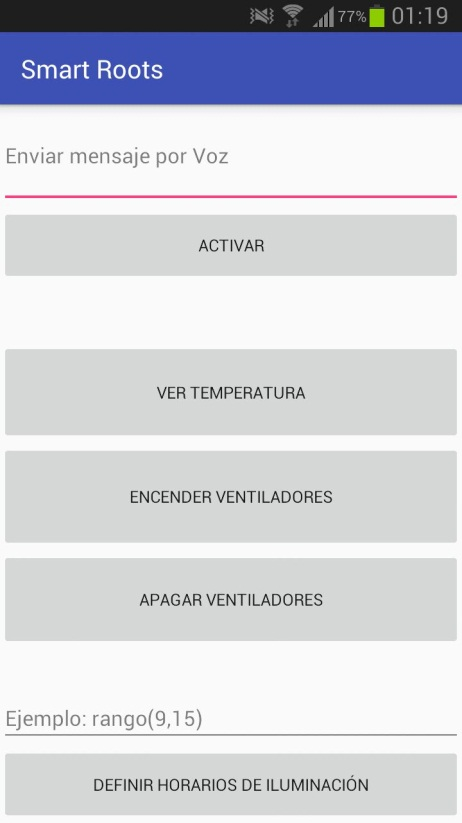 77% 01:19
Smart Roots
Enviar mensaje por Voz
ACTIVAR
VER TEMPERATURA
ENCENDER VENTILADORES
APAGAR VENTILADORES
Ejemplo: rango(9,15)
DEFINIR HORARIOS DE ILUMINACIÓN